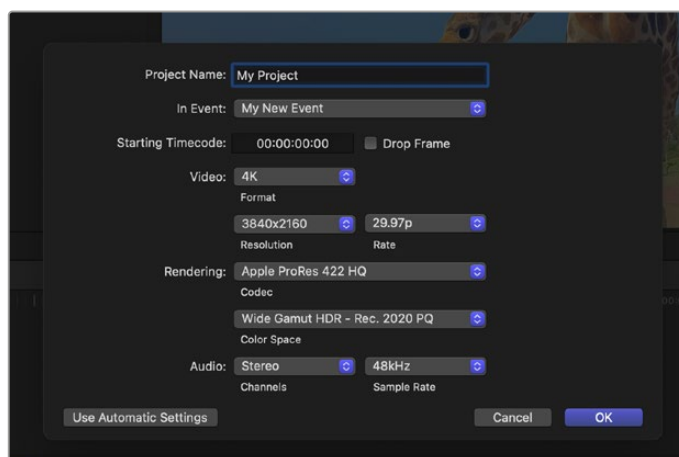 Project Name: My Project
In Event: My New Event
Starting Timecode: 00:00:00:00 Drop Frame
Video: 4K
Format
3840x2160 29.97p
Resolution Rate
Rendering: Apple ProRes 422 HQ
Codec
Wide Gamut HDR - Rec. 2020 PQ
Color Space
Audio: Stereo 48kHz
Channels Sample Rate
Use Automatic Settings Cancel OK